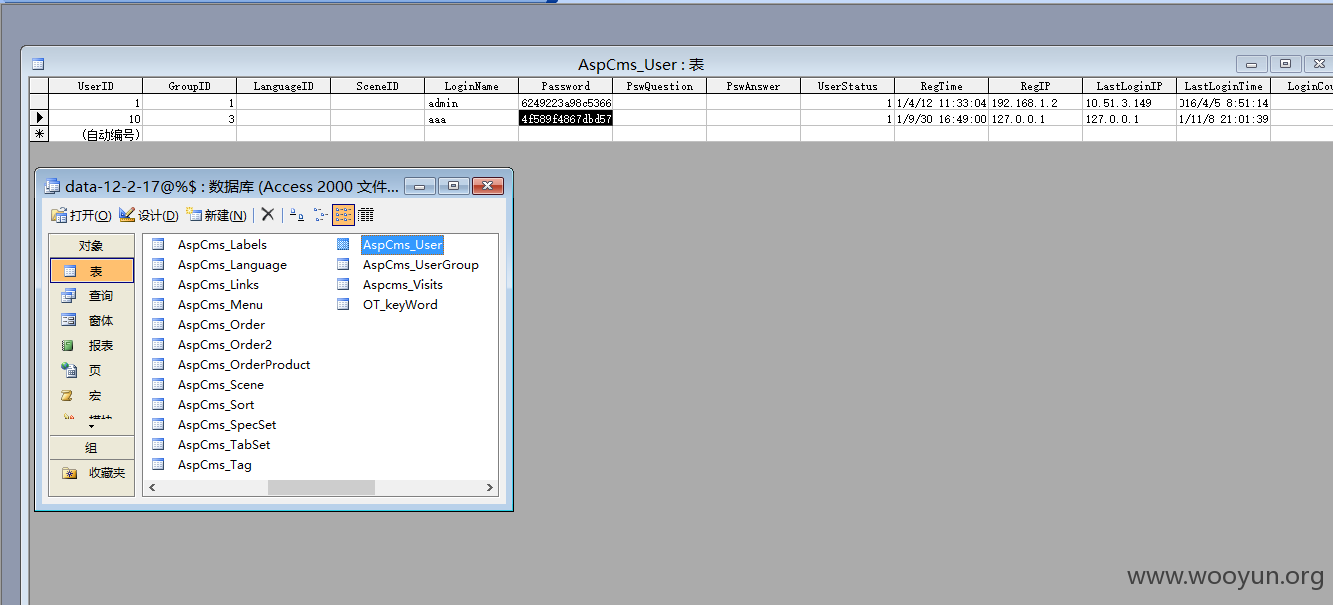 AspCms_User : 表
UserID GroupID LanguageID SceneID LoginName Password PswQuestion PswAnswer UserStatus RegTime RegIP LastLoginIP LastLoginTime LoginCou
1 1 admin 6249223a98c5366 1 1/4/12 11:33:04 192.168.1.2 10.51.3.149 016/4/5 8:51:14
10 3 aaa 4f589f4867dbd57 1 1/9/30 16:49:00 127.0.0.1 127.0.0.1 1/11/8 21:01:39
(自动编号)
data-12-2-17@%$ : 数据库 (Access 2000 文件...
打开(O) 设计(D) 新建(N)
对象
表
查询
窗体
报表
页
宏
模块
组
收藏夹
AspCms_Labels
AspCms_Language
AspCms_Links
AspCms_Menu
AspCms_Order
AspCms_Order2
AspCms_OrderProduct
AspCms_Scene
AspCms_Sort
AspCms_SpecSet
AspCms_TabSet
AspCms_Tag
AspCms_User
AspCms_UserGroup
Aspcms_Visits
OT_keyWord
www.wooyun.org